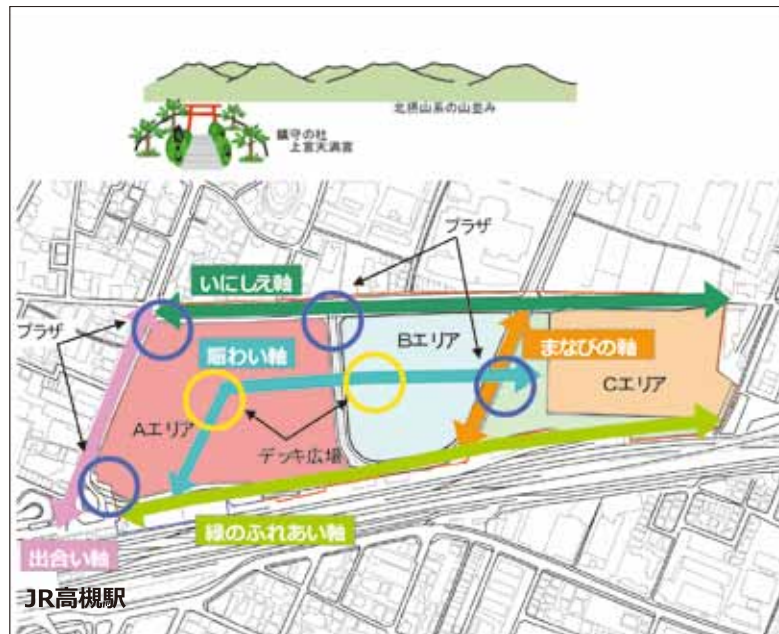 北摂山系の山並み
鎮守の杜
上宮天満宮
プラザ
いにしえ軸
プラザ
賑わい軸
Bエリア
まなびの軸
Cエリア
Aエリア
デッキ広場
緑のふれあい軸
出合い軸
JR高槻駅